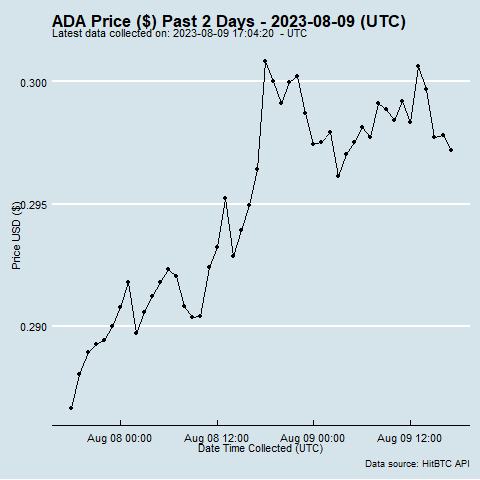 ADA Price ($) Past 2 Days - 2023-08-09 (UTC)
Latest data collected on: 2023-08-09 17:04:20 - UTC
0.300
0.295
Price USD ($)
0.290
Aug 08 00:00 Aug 08 12:00 Aug 09 00:00 Aug 09 12:00
Date Time Collected (UTC)
Data source: HitBTC API